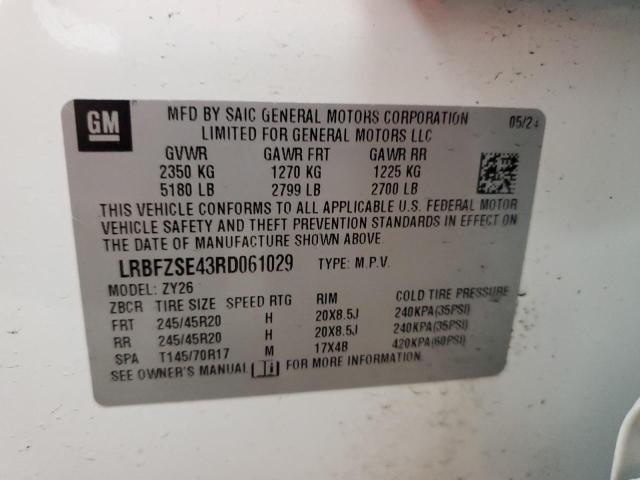 GM
MFD BY SAIC GENERAL MOTORS CORPORATION 05/24
LIMITED FOR GENERAL MOTORS LLC
GVWR GAWR FRT GAWR RR
2350 KG 1270 KG 1225 KG
5180 LB 2799 LB 2700 LB
THIS VEHICLE CONFORMS TO ALL APPLICABLE U.S. FEDERAL MOTOR
VEHICLE SAFETY AND THEFT PREVENTION STANDARDS IN EFFECT ON
THE DATE OF MANUFACTURE SHOWN ABOVE.
LRBFZSE43RD061029 TYPE: M.P.V.
MODEL: ZY26
ZBCR TIRE SIZE SPEED RTG RIM COLD TIRE PRESSURE
FRT 245/45R20 H 20X8.5J 240KPA(35PSI)
RR 245/45R20 H 20X8.5J 240KPA(35PSI)
SPA T145/70R17 M 17X4B 420KPA(60PSI)
SEE OWNER'S MANUAL FOR MORE INFORMATION.